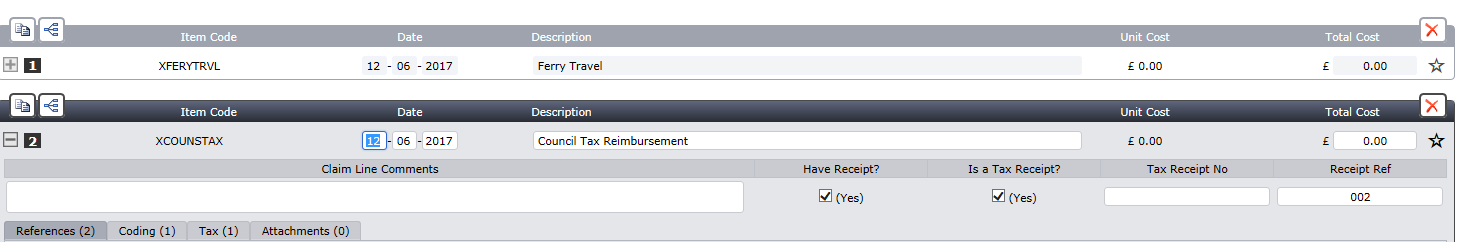 Item Code Date Description Unit Cost Total Cost
1 XFERYTRVL 12 - 06 - 2017 Ferry Travel £ 0.00 £ 0.00
Item Code Date Description Unit Cost Total Cost
2 XCOUNSTAX 12 - 06 - 2017 Council Tax Reimbursement £ 0.00 £ 0.00
Claim Line Comments Have Receipt? Is a Tax Receipt? Tax Receipt No Receipt Ref
(Yes) (Yes) 002
References (2) Coding (1) Tax (1) Attachments (0)